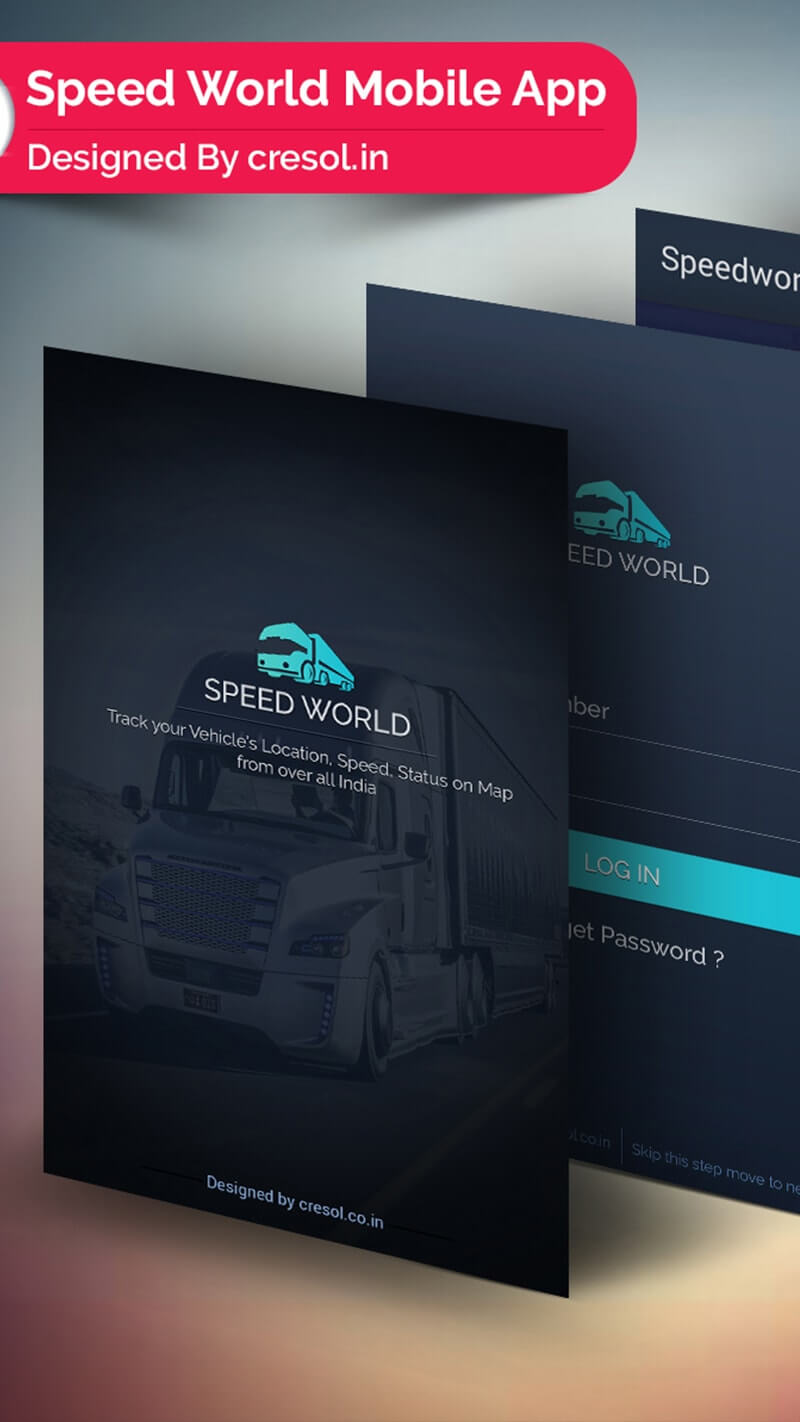 Speed World Mobile App
Designed By cresol.in
Speedwor
SPEED WORLD
Track your Vehicle's Location, Speed, Status on Map
from over all India
Designed by cresol.co.in
EED WORLD
nber
LOG IN
get Password ?
ol.co.in
Skip this step move to ne